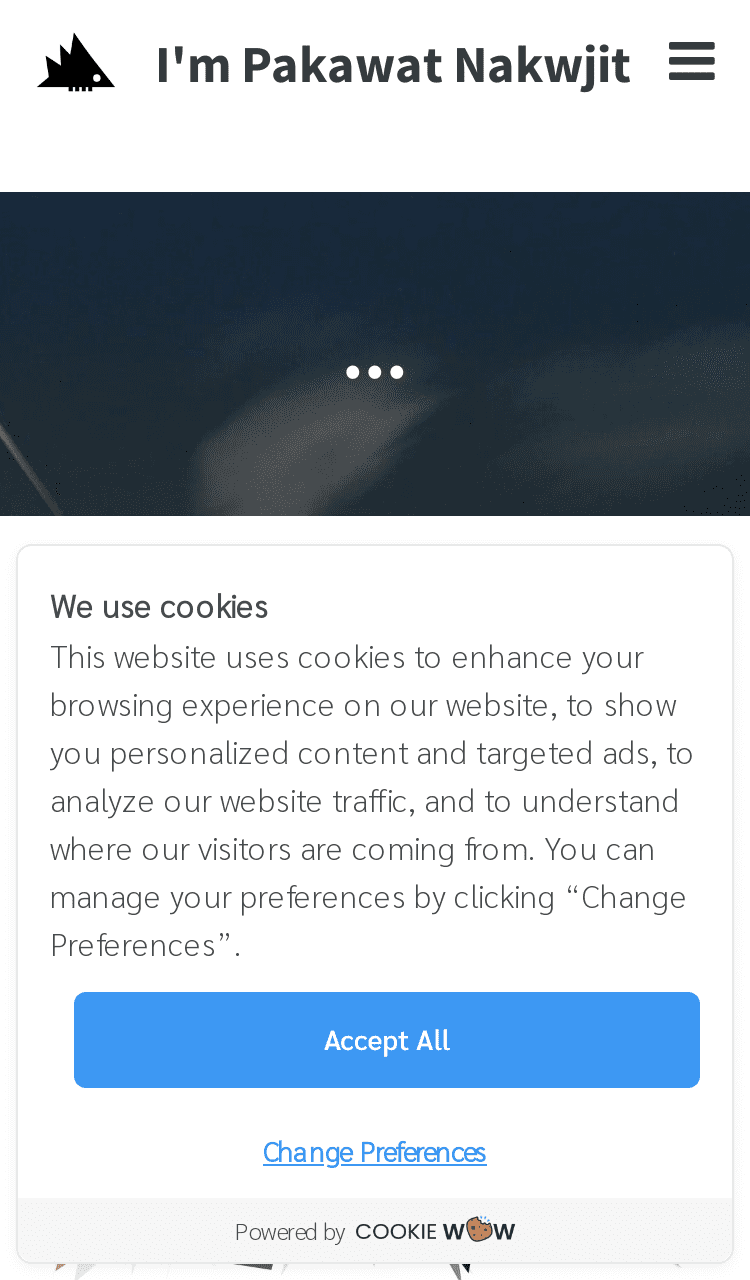 I'm Pakawat Nakwjit
We use cookies
This website uses cookies to enhance your
browsing experience on our website, to show
you personalized content and targeted ads, to
analyze our website traffic, and to understand
where our visitors are coming from. You can
manage your preferences by clicking “Change
Preferences”.
Accept All
Change Preferences
Powered by COOKIE WOW